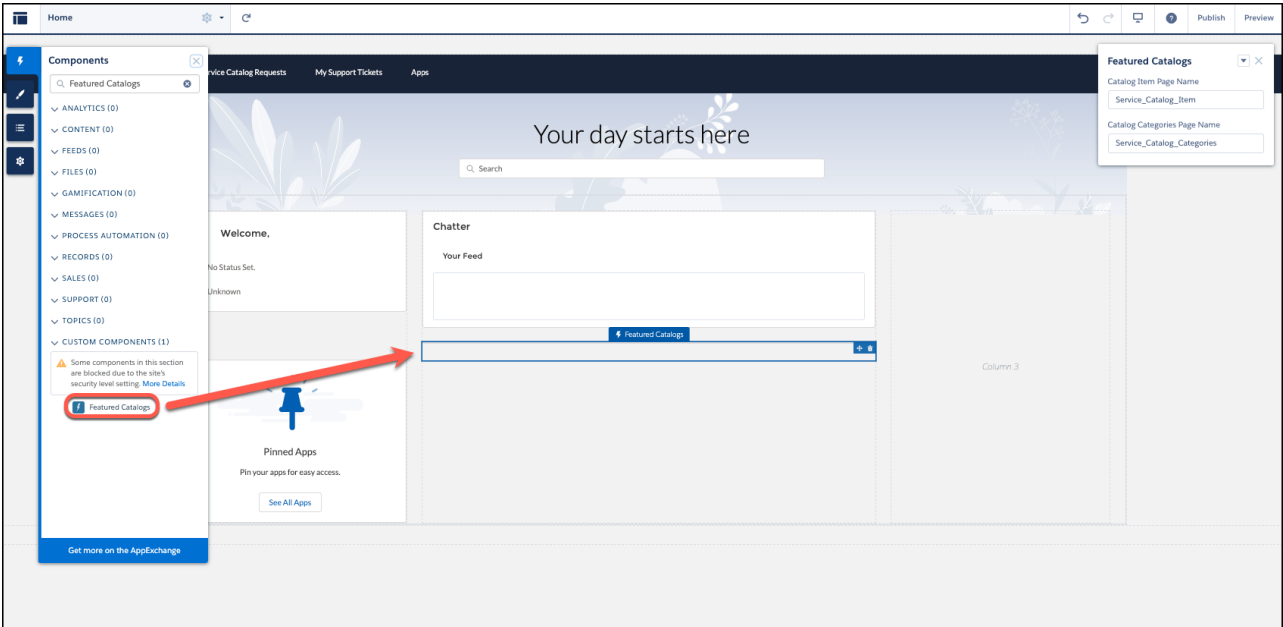 Home
Publish
Preview
Components
Featured Catalogs
ANALYTICS (0)
CONTENT (0)
FEEDS (0)
FILES (0)
GAMIFICATION (0)
MESSAGES (0)
PROCESS AUTOMATION (0)
RECORDS (0)
SALES (0)
SUPPORT (0)
TOPICS (0)
CUSTOM COMPONENTS (1)
Some components in this section
are blocked due to the site's
security level setting. More Details
Featured Catalogs
Get more on the AppExchange
rvice Catalog Requests
My Support Tickets
Apps
Your day starts here
Search
Welcome,
No Status Set.
Unknown
Pinned Apps
Pin your apps for easy access.
See All Apps
Chatter
Your Feed
Featured Catalogs
Column 3
Featured Catalogs
Catalog Item Page Name
Service_Catalog_Item
Catalog Categories Page Name
Service_Catalog_Categories